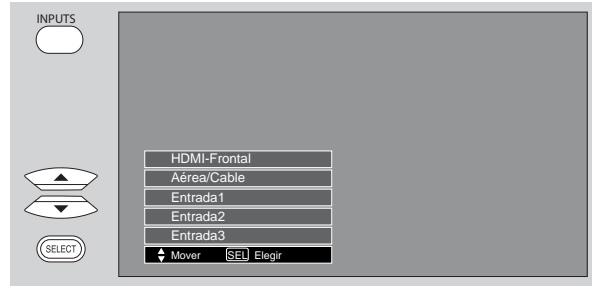 INPUTS
HDMI-Frontal
Aérea/Cable
Entrada1
Entrada2
Entrada3
Mover SEL Elegir
SELECT